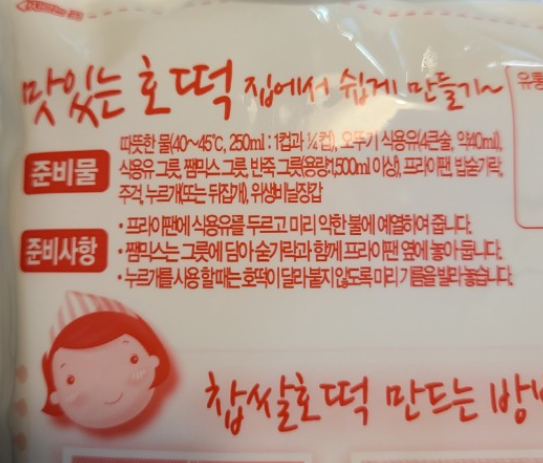 맛있는 호떡 집에서 쉽게 만들기~
유통
준비물
따뜻한 물(40~45℃, 250ml : 1컵과 ¼컵), 오뚜기 식용유(4큰술, 약40ml),
식용유 그릇, 잼믹스 그릇, 반죽 그릇(용량1,500ml 이상), 프라이팬, 밥숟가락,
주걱, 누르개(또는 뒤집개), 위생비닐장갑
준비사항
• 프라이팬에 식용유를 두르고 미리 약한 불에 예열하여 줍니다.
• 잼믹스는 그릇에 담아 숟가락과 함께 프라이팬 옆에 놓아 둡니다.
• 누르개를 사용 할 때는 호떡이 달라 붙지 않도록 미리 기름을 발라 놓습니다.
찹쌀호떡 만드는 방